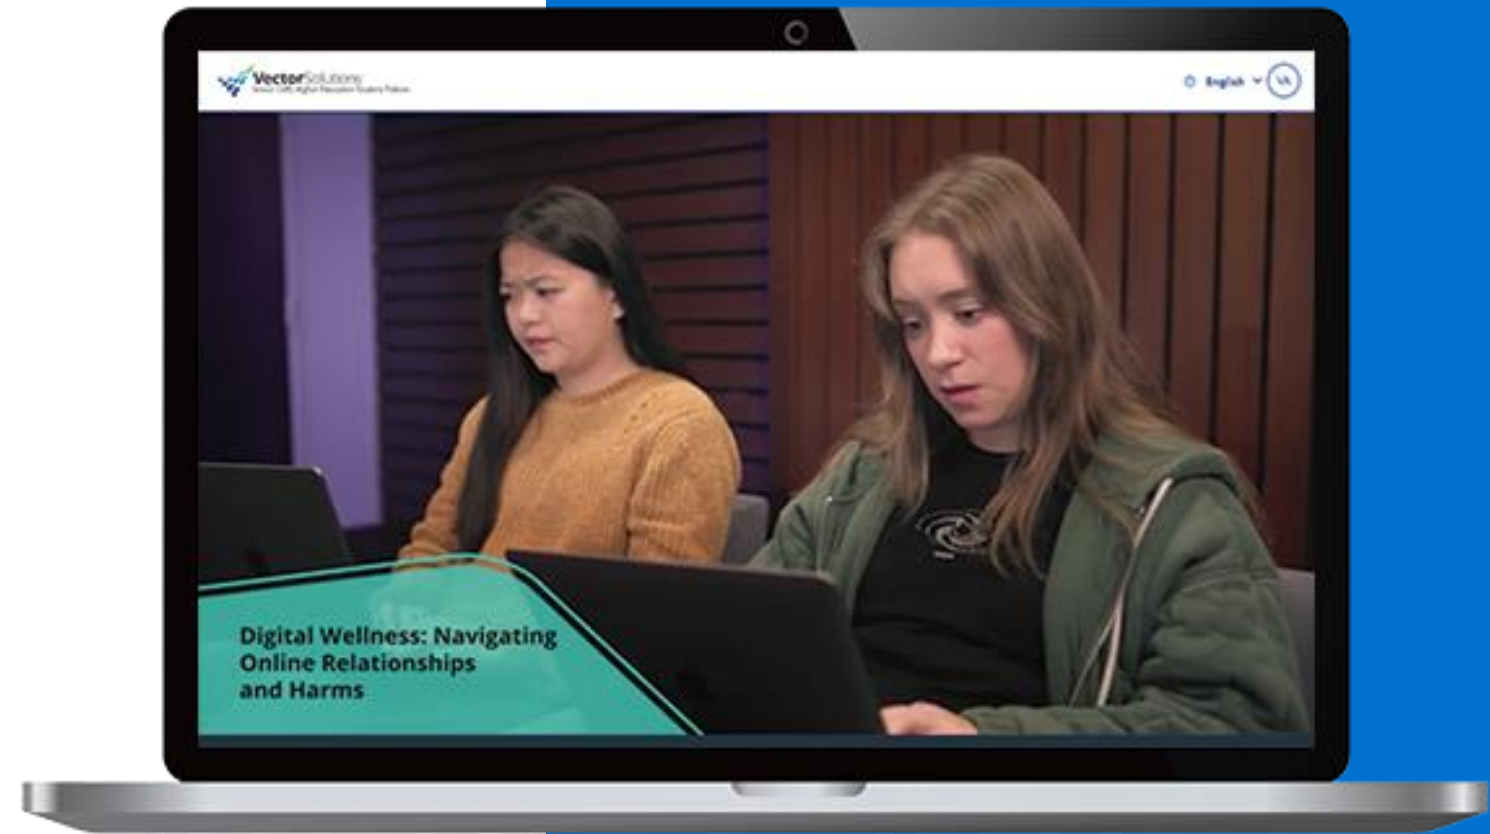 VectorSolutions
English
VA
Digital Wellness: Navigating
Online Relationships
and Harms